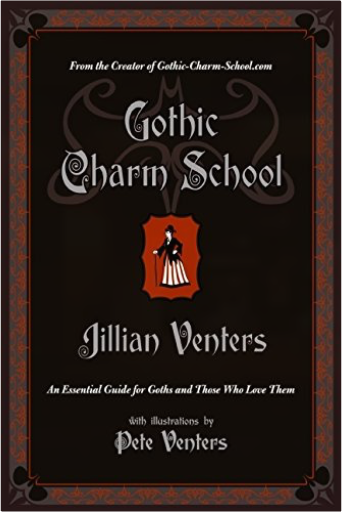 From the Creator of Gothic-Charm-School.com
Gothic
Charm School
Jillian Venters
An Essential Guide for Goths and Those Who Love Them
with illustrations by
Pete Venters